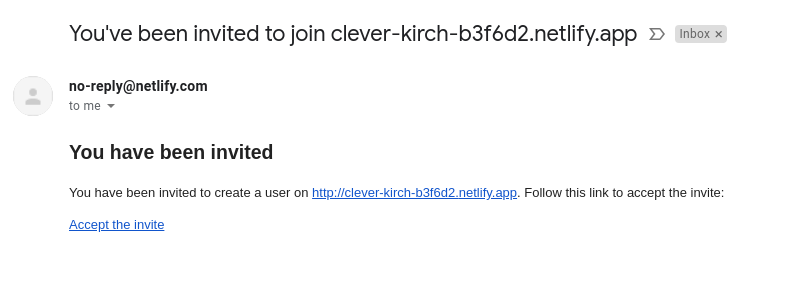 You've been invited to join clever-kirch-b3f6d2.netlify.app Inbox ×
no-reply@netlify.com
to me
You have been invited
You have been invited to create a user on http://clever-kirch-b3f6d2.netlify.app. Follow this link to accept the invite:
Accept the invite